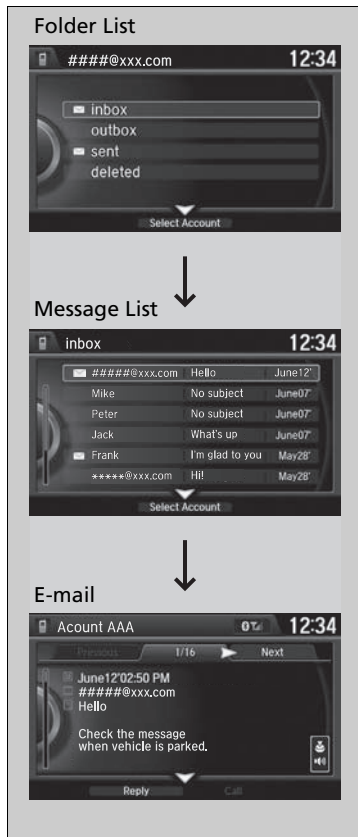 Folder List
####@xxx.com 12:34
inbox
outbox
sent
deleted
Select Account
Message List
inbox 12:34
#####@xxx.com Hello June12'
Mike No subject June07'
Peter No subject June07'
Jack What's up June07'
Frank I'm glad to you May28'
*****@xxx.com Hi! May28'
Select Account
E-mail
Acount AAA 12:34
Previous 1/16 Next
June12'02:50 PM
#####@xxx.com
Hello
Check the message
when vehicle is parked.
Reply Call